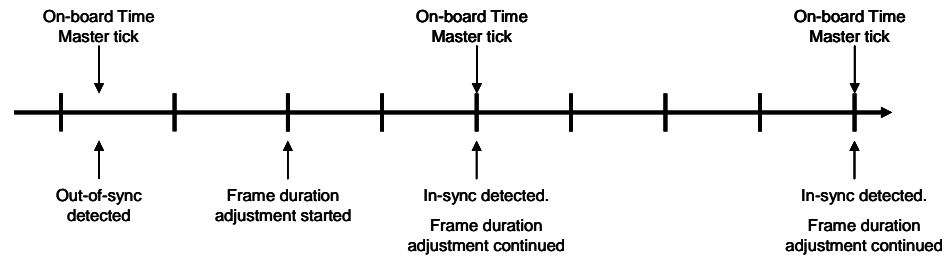 On-board Time
Master tick
On-board Time
Master tick
On-board Time
Master tick
Out-of-sync
detected
Frame duration
adjustment started
In-sync detected.
Frame duration
adjustment continued
In-sync detected.
Frame duration
adjustment continued